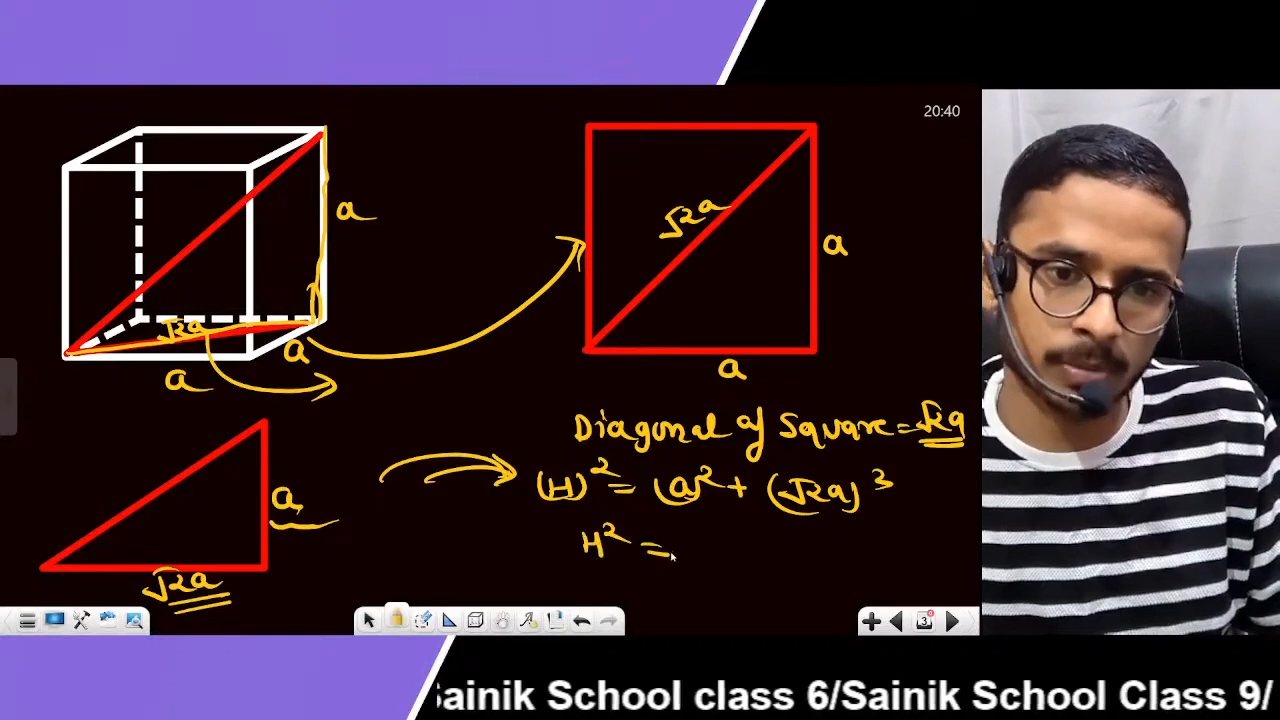 20:40
a
√2a
a
a
√2a
a
a
Diagonal of Square = √2a
(H)² = (a)² + (√2a)³
H² =
a
√2a
3
Sainik School class 6/Sainik School Class 9/